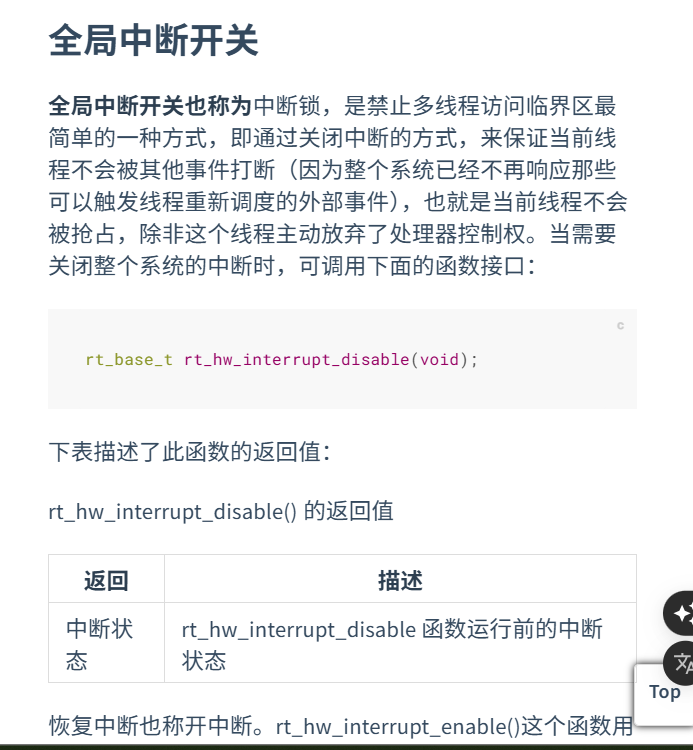 全局中断开关
全局中断开关也称为中断锁，是禁止多线程访问临界区最
简单的一种方式，即通过关闭中断的方式，来保证当前线
程不会被其他事件打断（因为整个系统已经不再响应那些
可以触发线程重新调度的外部事件），也就是当前线程不会
被抢占，除非这个线程主动放弃了处理器控制权。当需要
关闭整个系统的中断时，可调用下面的函数接口：
c
rt_base_t rt_hw_interrupt_disable(void);
下表描述了此函数的返回值：
rt_hw_interrupt_disable() 的返回值
返回 描述
中断状 rt_hw_interrupt_disable 函数运行前的中断
态 状态
Top
恢复中断也称开中断。rt_hw_interrupt_enable()这个函数用